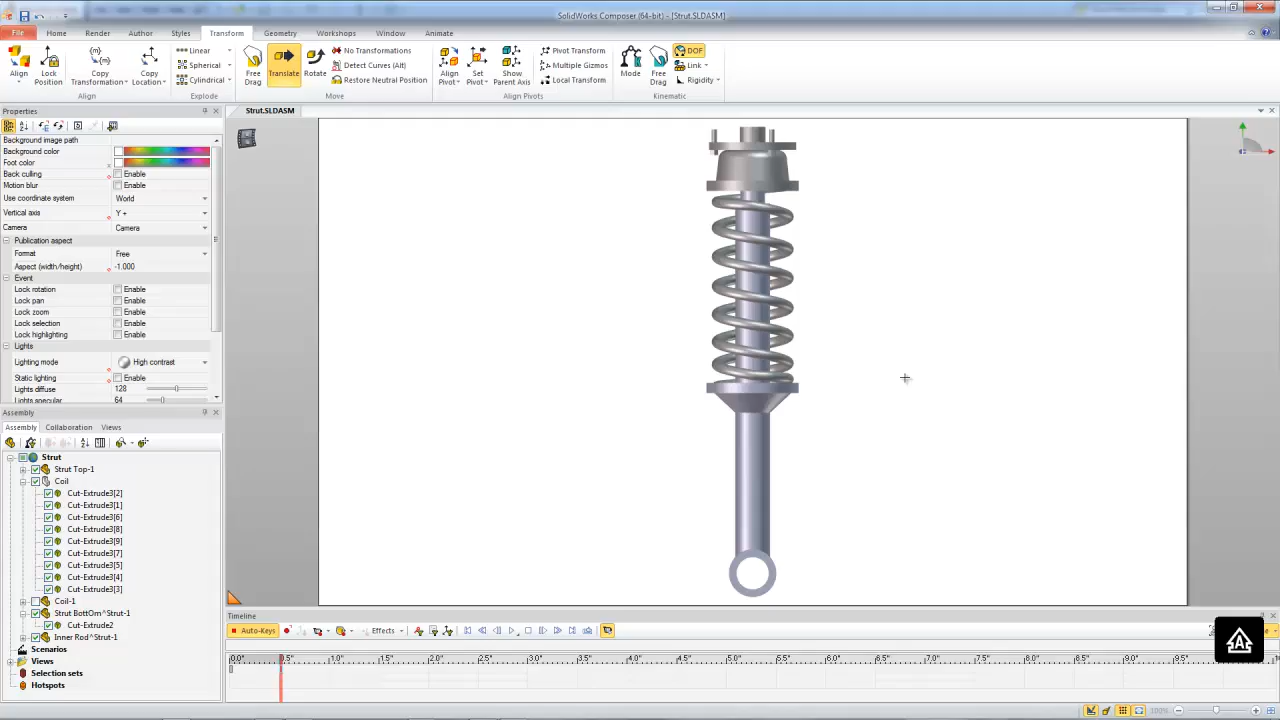 SolidWorks Composer (64-bit) - [Strut.SLDASM]
File Home Render Author Styles Transform Geometry Workshops Window Animate
Align Lock Position Copy Transformation Copy Location Linear Spherical Cylindrical Free Drag Translate Rotate No Transformations Detect Curves (Alt) Restore Neutral Position Align Pivot Set Pivot Show Parent Axis Pivot Transform Multiple Gizmos Local Transform Mode Free Drag DOF Link Rigidity
Align Explode Move Align Pivots Kinematic
Properties
Strut.SLDASM
Background image path
Background color
Foot color
Back culling Enable
Motion blur Enable
Use coordinate system World
Vertical axis Y +
Camera Camera
Publication aspect
Format Free
Aspect (width/height) -1.000
Event
Lock rotation Enable
Lock pan Enable
Lock zoom Enable
Lock selection Enable
Lock highlighting Enable
Lights
Lighting mode High contrast
Static lighting Enable
Lights diffuse 128
Lights specular 64
Assembly
Assembly Collaboration Views
Strut
Strut Top-1
Coil
Cut-Extrude3[2]
Cut-Extrude3[1]
Cut-Extrude3[6]
Cut-Extrude3[8]
Cut-Extrude3[9]
Cut-Extrude3[7]
Cut-Extrude3[5]
Cut-Extrude3[4]
Cut-Extrude3[3]
Coil-1
Strut BottOm^Strut-1
Cut-Extrude2
Inner Rod^Strut-1
Scenarios
Views
Selection sets
Hotspots
Timeline
Auto-Keys Effects
0.0" 0.5" 1.0" 1.5" 2.0" 2.5" 3.0" 3.5" 4.0" 4.5" 5.0" 5.5" 6.0" 6.5" 7.0" 7.5" 8.0" 8.5" 9.0" 9.5"
100%